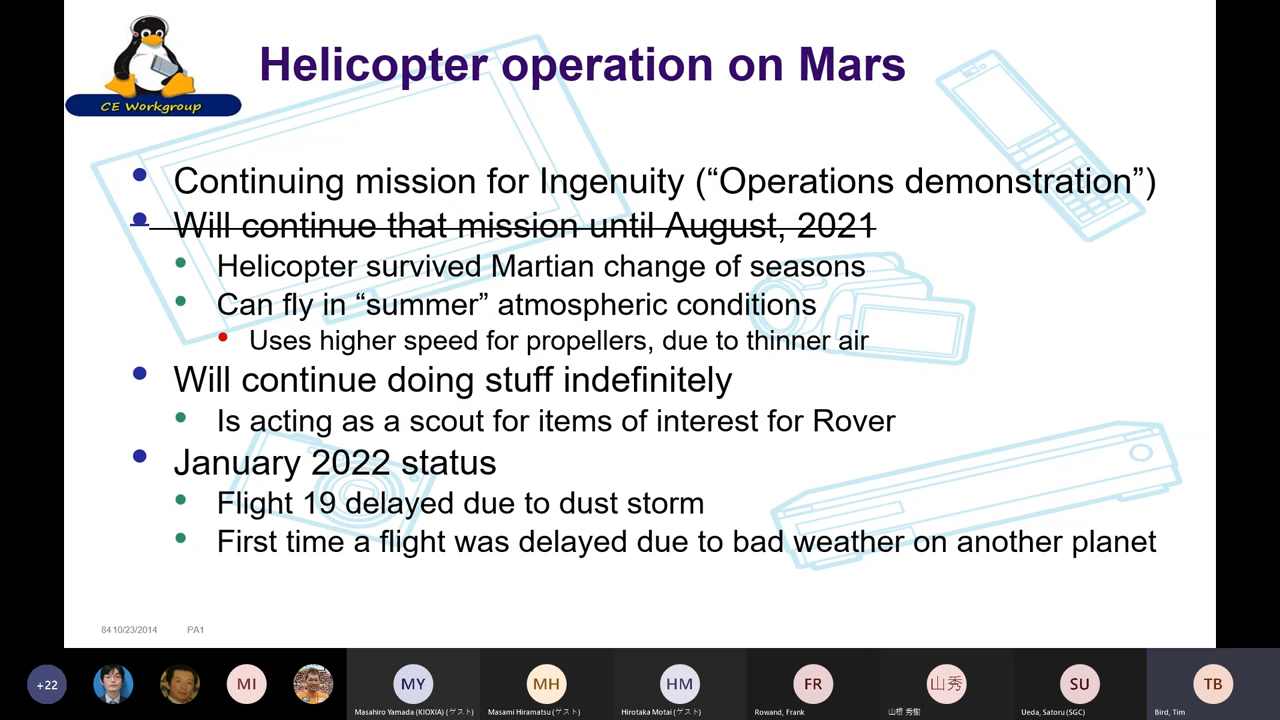 CE Workgroup
Helicopter operation on Mars
Continuing mission for Ingenuity (“Operations demonstration”)
Will continue that mission until August, 2021
Helicopter survived Martian change of seasons
Can fly in “summer” atmospheric conditions
Uses higher speed for propellers, due to thinner air
Will continue doing stuff indefinitely
Is acting as a scout for items of interest for Rover
January 2022 status
Flight 19 delayed due to dust storm
First time a flight was delayed due to bad weather on another planet
84 10/23/2014 PA1
+22 MI MY MH HM FR 山秀 SU TB
Masahiro Yamada (KIOXIA) (ゲスト) Masami Hiramatsu (ゲスト) Hirotaka Motai (ゲスト) Rowand, Frank 山根 秀樹 Ueda, Satoru (SGC) Bird, Tim